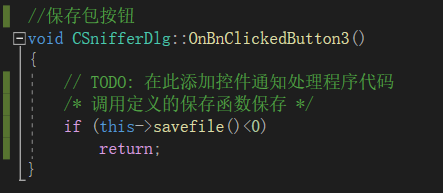 //保存包按钮
void CSnifferDlg::OnBnClickedButton3()
{
    // TODO: 在此添加控件通知处理程序代码
    /* 调用定义的保存函数保存 */
    if (this->savefile()<0)
        return;
}